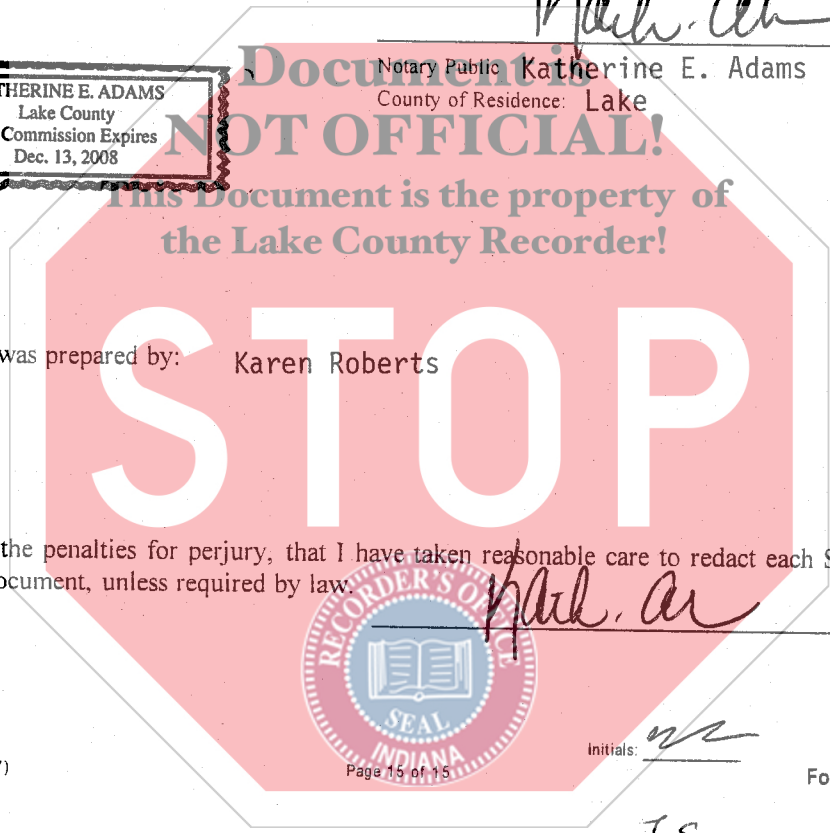 Document is
Notary Public Katherine E. Adams
County of Residence: Lake
THERINE E. ADAMS
Lake County
Commission Expires
Dec. 13, 2008
NOT OFFICIAL!
This Document is the property of
the Lake County Recorder!
STOP
was prepared by: Karen Roberts
the penalties for perjury, that I have taken reasonable care to redact each S
ocument, unless required by law.
RECORDER'S OFFICE
SEAL
INDIANA
Initials:
Page 15 of 15
Fo